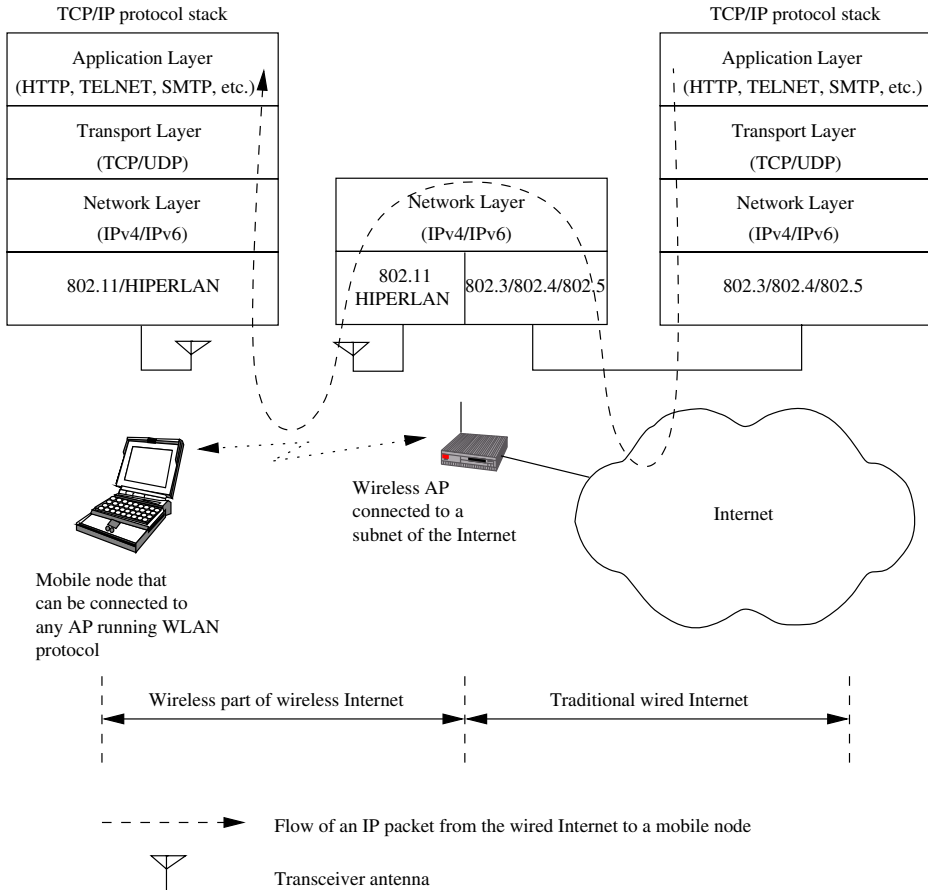 TCP/IP protocol stack
Application Layer
(HTTP, TELNET, SMTP, etc.)
Transport Layer
(TCP/UDP)
Network Layer
(IPv4/IPv6)
802.11/HIPERLAN
Network Layer
(IPv4/IPv6)
802.11
HIPERLAN
802.3/802.4/802.5
TCP/IP protocol stack
Application Layer
(HTTP, TELNET, SMTP, etc.)
Transport Layer
(TCP/UDP)
Network Layer
(IPv4/IPv6)
802.3/802.4/802.5
Mobile node that
can be connected to
any AP running WLAN
protocol
Wireless AP
connected to a
subnet of the Internet
Internet
Wireless part of wireless Internet
Traditional wired Internet
Flow of an IP packet from the wired Internet to a mobile node
Transceiver antenna